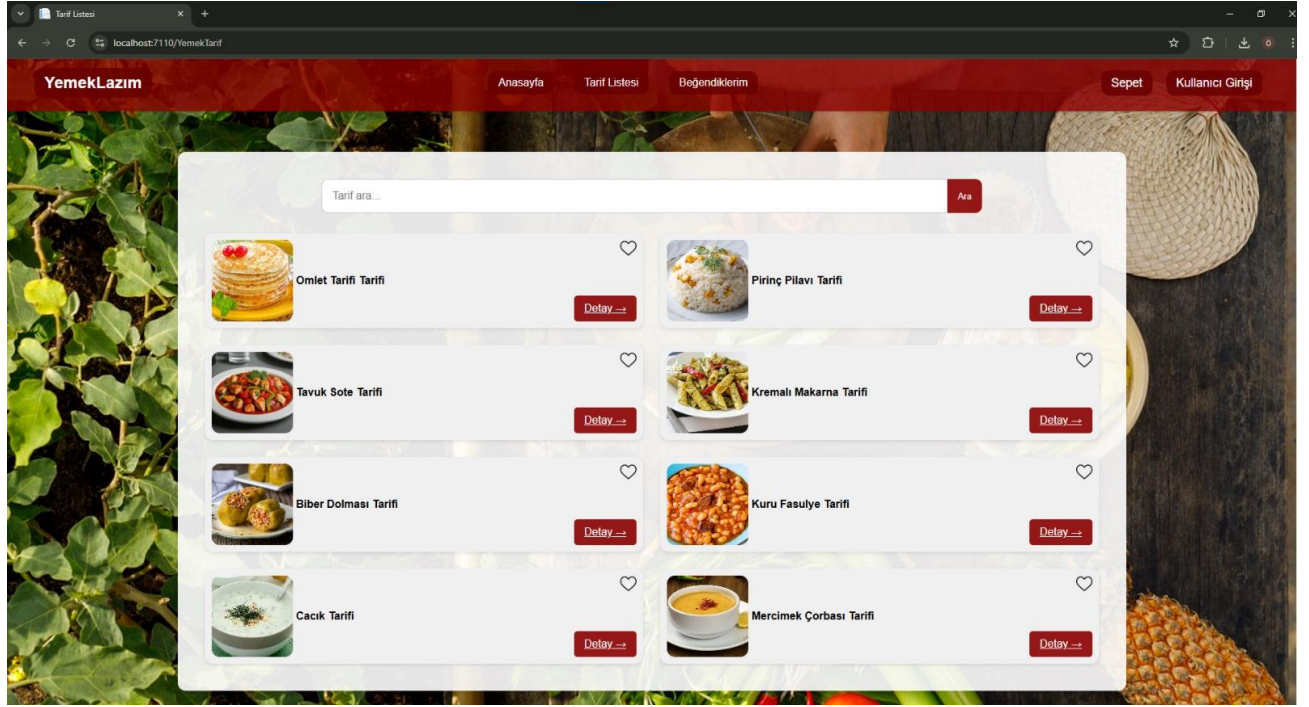 Tarif Listesi
localhost:7110/YemekTarif
YemekLazım
Anasayfa Tarif Listesi Beğendiklerim
Sepet Kullanıcı Girişi
Tarif ara...
Ara
Omlet Tarifi Tarifi
Detay →
Pirinç Pilavı Tarifi
Detay →
Tavuk Sote Tarifi
Detay →
Kremalı Makarna Tarifi
Detay →
Biber Dolması Tarifi
Detay →
Kuru Fasulye Tarifi
Detay →
Cacık Tarifi
Detay →
Mercimek Çorbası Tarifi
Detay →